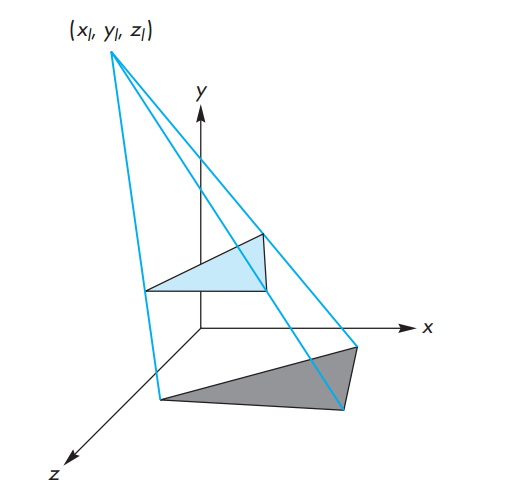 (xₗ, yₗ, zₗ)
y
x
z